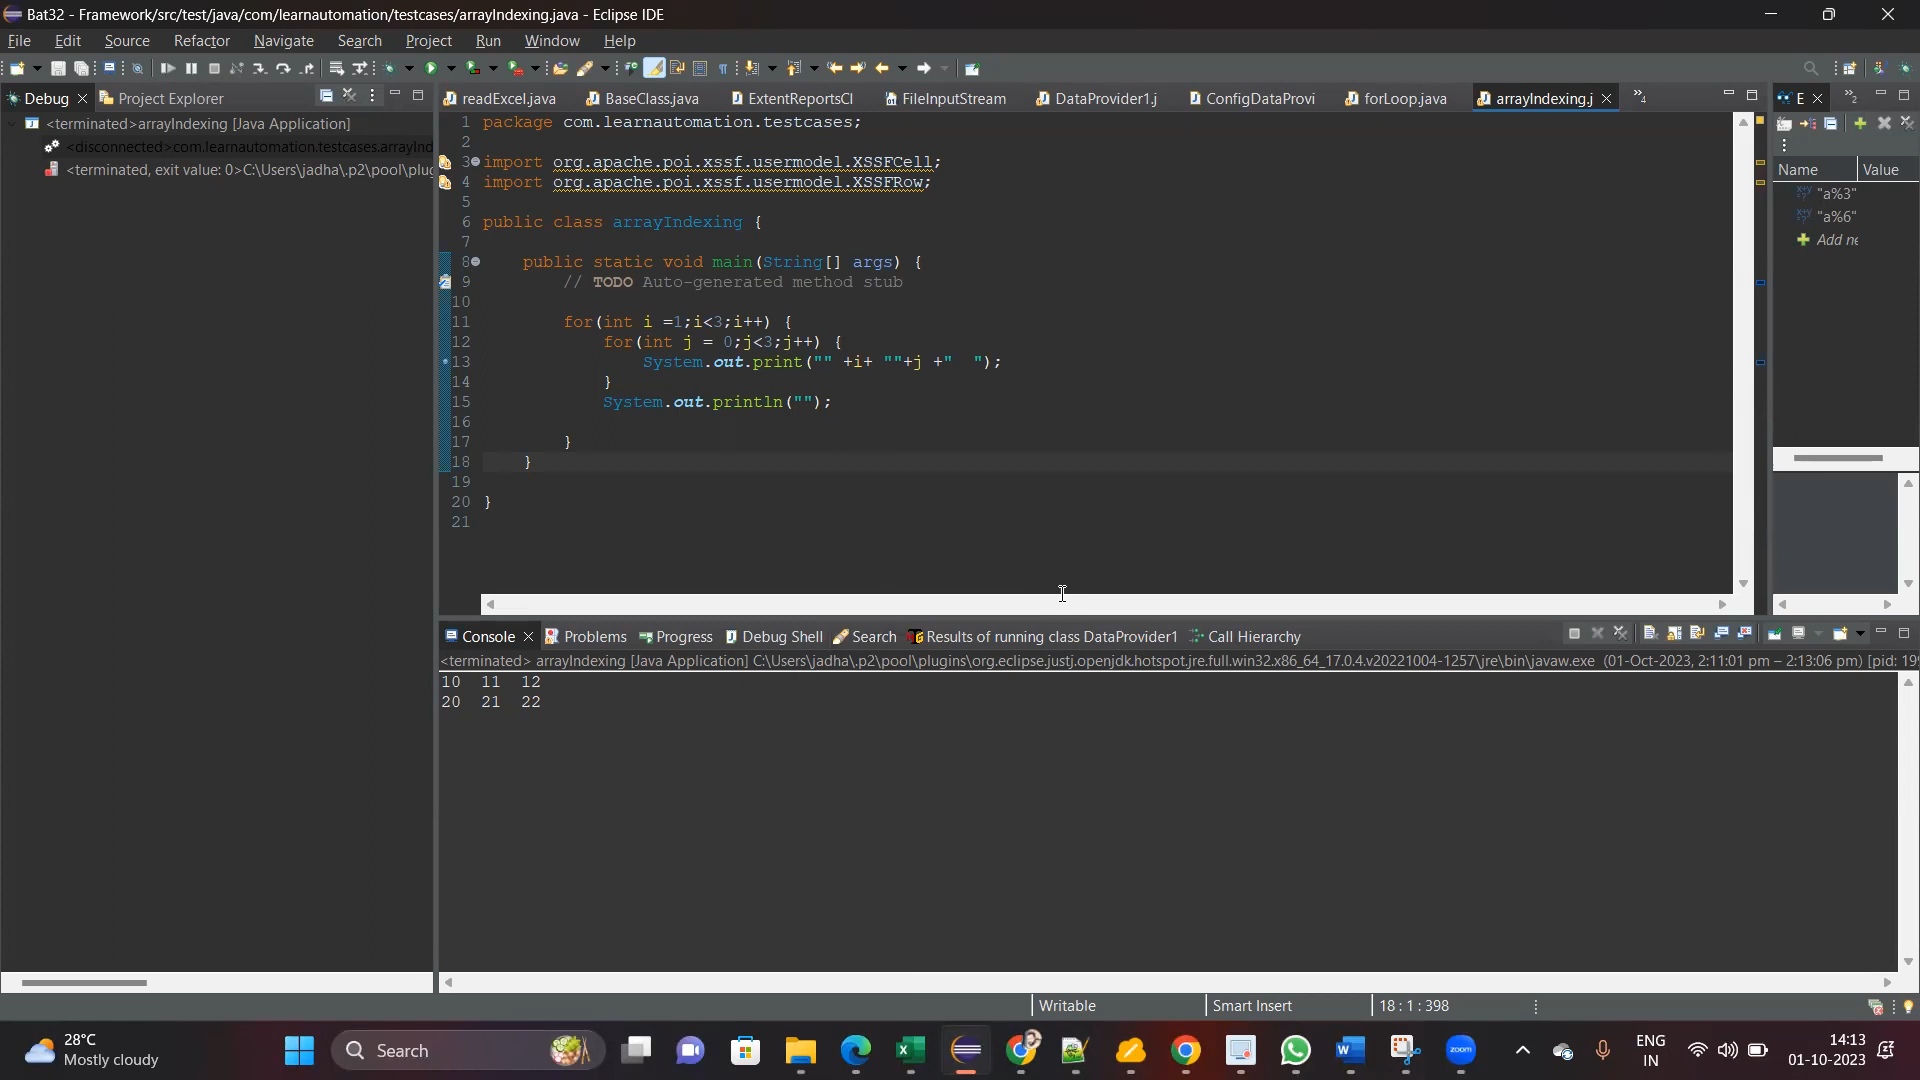 Bat32 - Framework/src/test/java/com/learnautomation/testcases/arrayIndexing.java - Eclipse IDE
File Edit Source Refactor Navigate Search Project Run Window Help
Debug Project Explorer
<terminated>arrayIndexing [Java Application]
<disconnected>com.learnautomation.testcases.arrayInd
<terminated, exit value: 0>C:\Users\jadha\.p2\pool\plug
readExcel.java BaseClass.java ExtentReportsCl FileInputStream DataProvider1.j ConfigDataProvi forLoop.java arrayIndexing.j »4
1 package com.learnautomation.testcases;
2
3 import org.apache.poi.xssf.usermodel.XSSFCell;
4 import org.apache.poi.xssf.usermodel.XSSFRow;
5
6 public class arrayIndexing {
7
8 public static void main(String[] args) {
9 // TODO Auto-generated method stub
10
11 for(int i =1;i<3;i++) {
12 for(int j = 0;j<3;j++) {
13 System.out.print("" +i+ ""+j +"  ");
14 }
15 System.out.println("");
16
17 }
18 }
19
20 }
21
E »2
Name Value
"a%3"
"a%6"
Add ne
Console Problems Progress Debug Shell Search Results of running class DataProvider1 Call Hierarchy
<terminated> arrayIndexing [Java Application] C:\Users\jadha\.p2\pool\plugins\org.eclipse.justj.openjdk.hotspot.jre.full.win32.x86_64_17.0.4.v20221004-1257\jre\bin\javaw.exe (01-Oct-2023, 2:11:01 pm – 2:13:06 pm) [pid: 19
10 11 12
20 21 22
Writable Smart Insert 18 : 1 : 398
28°C
Mostly cloudy
Search
zoom
ENG
IN
14:13
01-10-2023